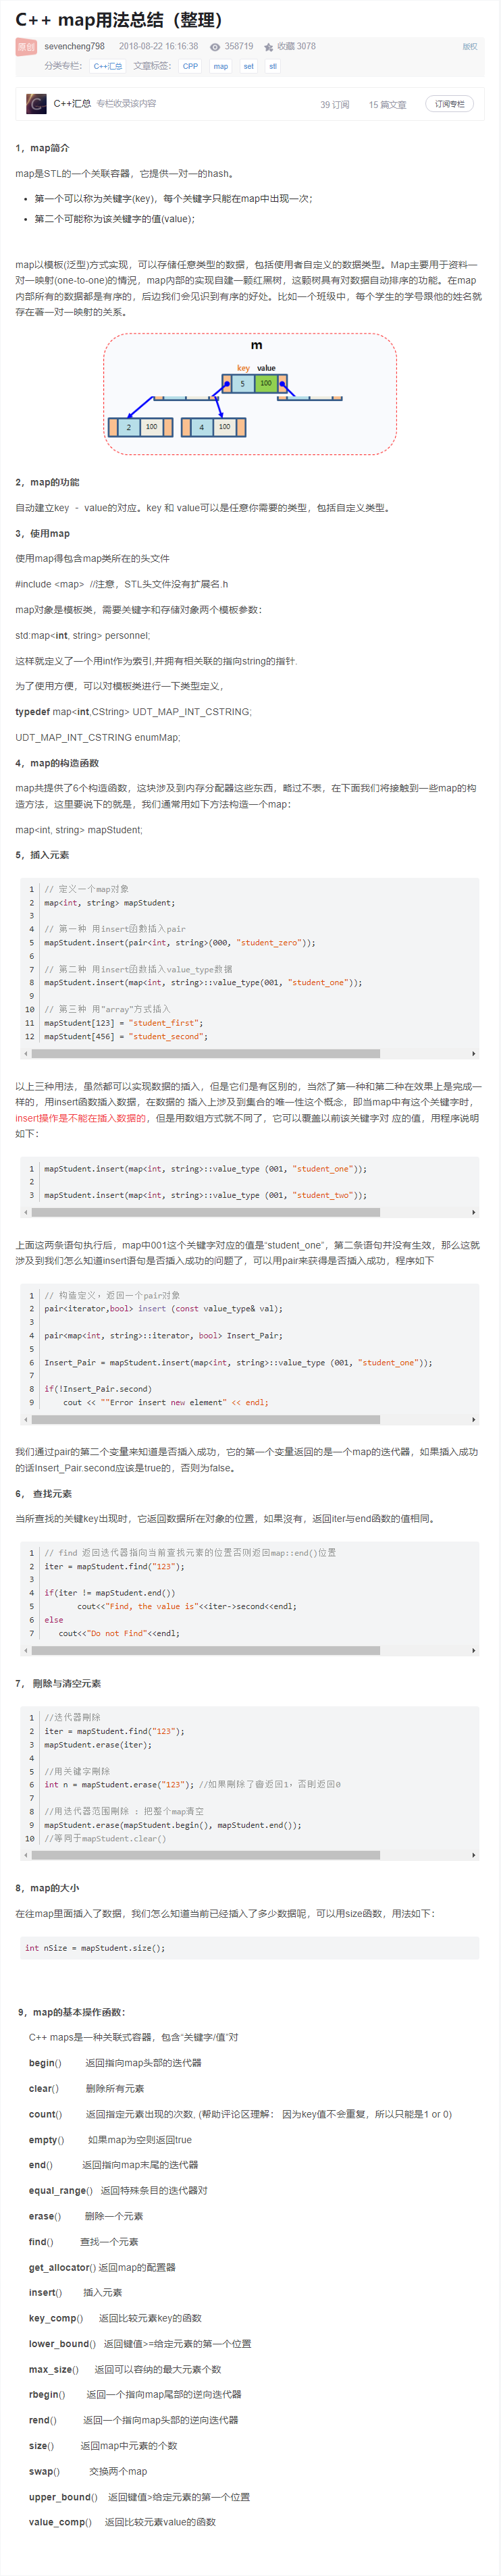 C++ map用法总结（整理）
原创 sevencheng798 2018-08-22 16:16:38 358719 收藏 3078 版权
分类专栏： C++汇总 文章标签： CPP map set stl
C++汇总 专栏收录该内容 39 订阅 15 篇文章 订阅专栏
1，map简介
map是STL的一个关联容器，它提供一对一的hash。
第一个可以称为关键字(key)，每个关键字只能在map中出现一次；
第二个可能称为该关键字的值(value)；
map以模板(泛型)方式实现，可以存储任意类型的数据，包括使用者自定义的数据类型。Map主要用于资料一
对一映射(one-to-one)的情況，map內部的实现自建一颗红黑树，这颗树具有对数据自动排序的功能。在map
内部所有的数据都是有序的，后边我们会见识到有序的好处。比如一个班级中，每个学生的学号跟他的姓名就
存在著一对一映射的关系。
m
key value
5 100
2 100 4 100
2，map的功能
自动建立key － value的对应。key 和 value可以是任意你需要的类型，包括自定义类型。
3，使用map
使用map得包含map类所在的头文件
#include <map> //注意，STL头文件没有扩展名.h
map对象是模板类，需要关键字和存储对象两个模板参数：
std:map<int, string> personnel;
这样就定义了一个用int作为索引,并拥有相关联的指向string的指针.
为了使用方便，可以对模板类进行一下类型定义，
typedef map<int,CString> UDT_MAP_INT_CSTRING;
UDT_MAP_INT_CSTRING enumMap;
4，map的构造函数
map共提供了6个构造函数，这块涉及到内存分配器这些东西，略过不表，在下面我们将接触到一些map的构
造方法，这里要说下的就是，我们通常用如下方法构造一个map：
map<int, string> mapStudent;
5，插入元素
1 // 定义一个map对象
2 map<int, string> mapStudent;
3
4 // 第一种 用insert函數插入pair
5 mapStudent.insert(pair<int, string>(000, "student_zero"));
6
7 // 第二种 用insert函数插入value_type数据
8 mapStudent.insert(map<int, string>::value_type(001, "student_one"));
9
10 // 第三种 用"array"方式插入
11 mapStudent[123] = "student_first";
12 mapStudent[456] = "student_second";
以上三种用法，虽然都可以实现数据的插入，但是它们是有区别的，当然了第一种和第二种在效果上是完成一
样的，用insert函数插入数据，在数据的 插入上涉及到集合的唯一性这个概念，即当map中有这个关键字时，
insert操作是不能在插入数据的，但是用数组方式就不同了，它可以覆盖以前该关键字对 应的值，用程序说明
如下：
1 mapStudent.insert(map<int, string>::value_type (001, "student_one"));
2
3 mapStudent.insert(map<int, string>::value_type (001, "student_two"));
上面这两条语句执行后，map中001这个关键字对应的值是“student_one”，第二条语句并没有生效，那么这就
涉及到我们怎么知道insert语句是否插入成功的问题了，可以用pair来获得是否插入成功，程序如下
1 // 构造定义，返回一个pair对象
2 pair<iterator,bool> insert (const value_type& val);
3
4 pair<map<int, string>::iterator, bool> Insert_Pair;
5
6 Insert_Pair = mapStudent.insert(map<int, string>::value_type (001, "student_one"));
7
8 if(!Insert_Pair.second)
9 cout << ""Error insert new element" << endl;
我们通过pair的第二个变量来知道是否插入成功，它的第一个变量返回的是一个map的迭代器，如果插入成功
的话Insert_Pair.second应该是true的，否则为false。
6， 查找元素
当所查找的关键key出现时，它返回数据所在对象的位置，如果沒有，返回iter与end函数的值相同。
1 // find 返回迭代器指向当前查找元素的位置否则返回map::end()位置
2 iter = mapStudent.find("123");
3
4 if(iter != mapStudent.end())
5 cout<<"Find, the value is"<<iter->second<<endl;
6 else
7 cout<<"Do not Find"<<endl;
7， 刪除与清空元素
1 //迭代器刪除
2 iter = mapStudent.find("123");
3 mapStudent.erase(iter);
4
5 //用关键字刪除
6 int n = mapStudent.erase("123"); //如果刪除了會返回1，否則返回0
7
8 //用迭代器范围刪除 : 把整个map清空
9 mapStudent.erase(mapStudent.begin(), mapStudent.end());
10 //等同于mapStudent.clear()
8，map的大小
在往map里面插入了数据，我们怎么知道当前已经插入了多少数据呢，可以用size函数，用法如下：
int nSize = mapStudent.size();
9，map的基本操作函数：
C++ maps是一种关联式容器，包含“关键字/值”对
begin() 返回指向map头部的迭代器
clear() 删除所有元素
count() 返回指定元素出现的次数, (帮助评论区理解： 因为key值不会重复，所以只能是1 or 0)
empty() 如果map为空则返回true
end() 返回指向map末尾的迭代器
equal_range() 返回特殊条目的迭代器对
erase() 删除一个元素
find() 查找一个元素
get_allocator() 返回map的配置器
insert() 插入元素
key_comp() 返回比较元素key的函数
lower_bound() 返回键值>=给定元素的第一个位置
max_size() 返回可以容纳的最大元素个数
rbegin() 返回一个指向map尾部的逆向迭代器
rend() 返回一个指向map头部的逆向迭代器
size() 返回map中元素的个数
swap() 交换两个map
upper_bound() 返回键值>给定元素的第一个位置
value_comp() 返回比较元素value的函数